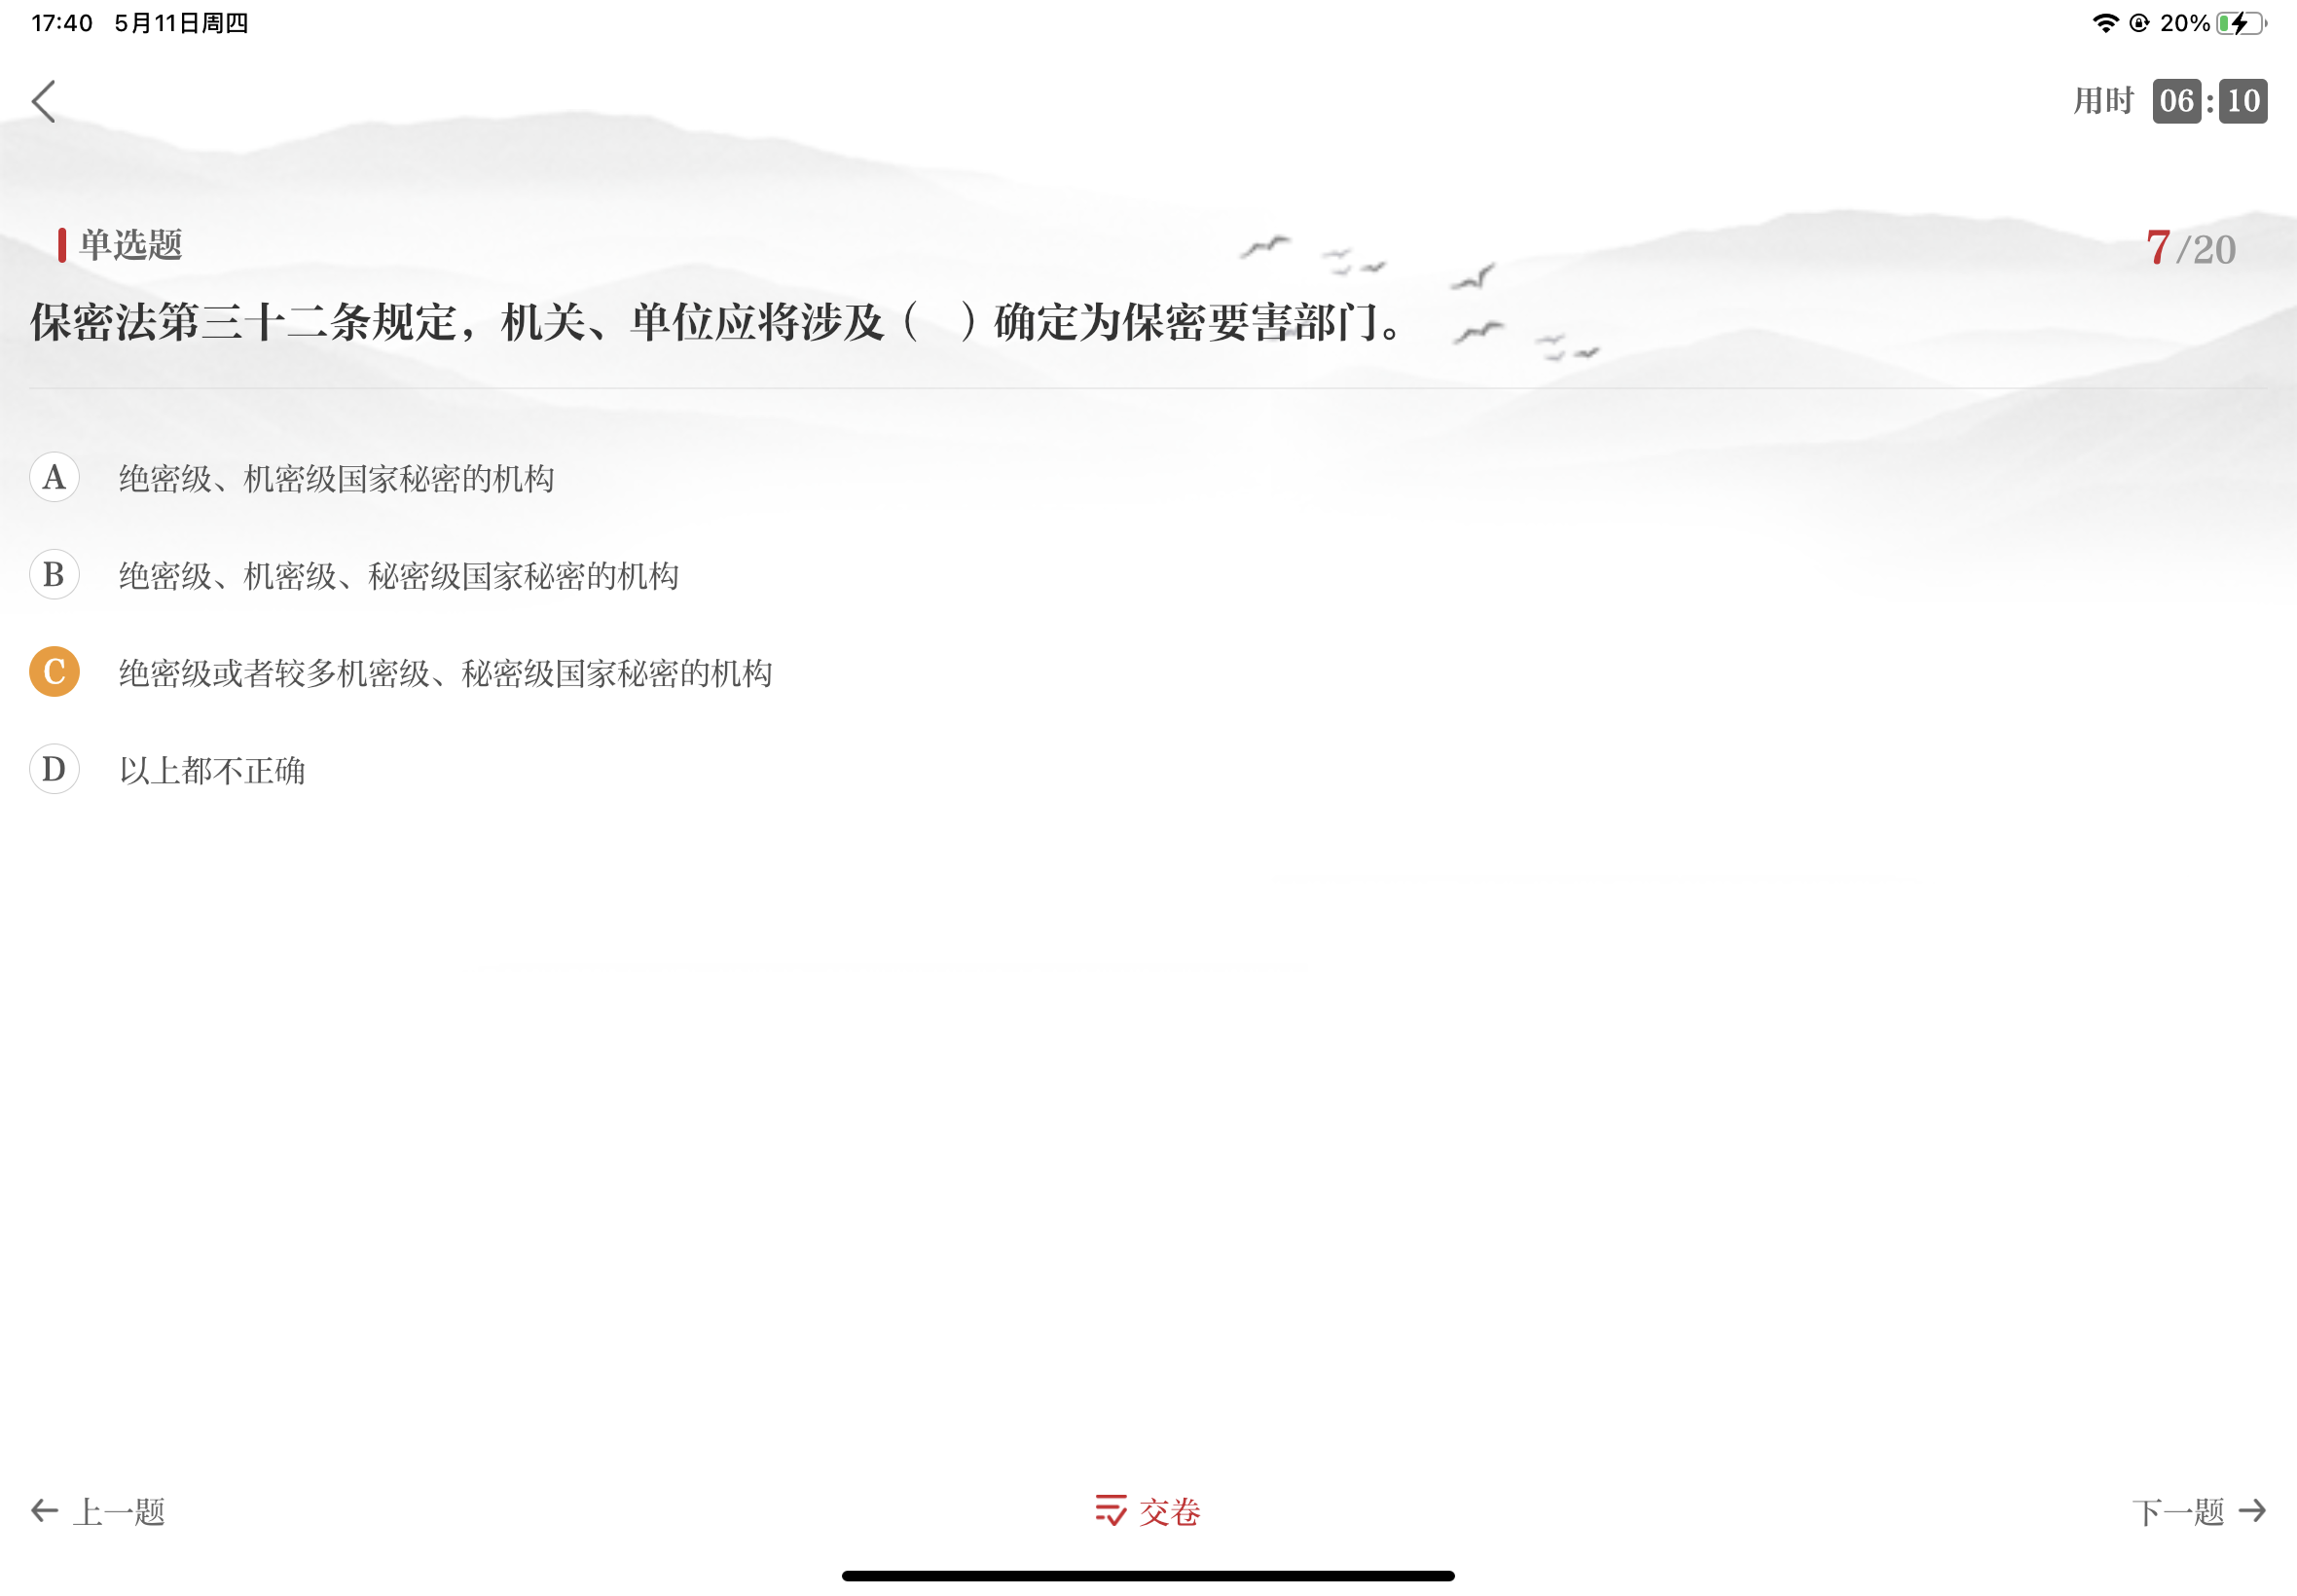 17:40 5月11日周四
20%
用时 06:10
单选题
7/20
保密法第三十二条规定，机关、单位应将涉及（ ）确定为保密要害部门。
A 绝密级、机密级国家秘密的机构
B 绝密级、机密级、秘密级国家秘密的机构
C 绝密级或者较多机密级、秘密级国家秘密的机构
D 以上都不正确
上一题
交卷
下一题